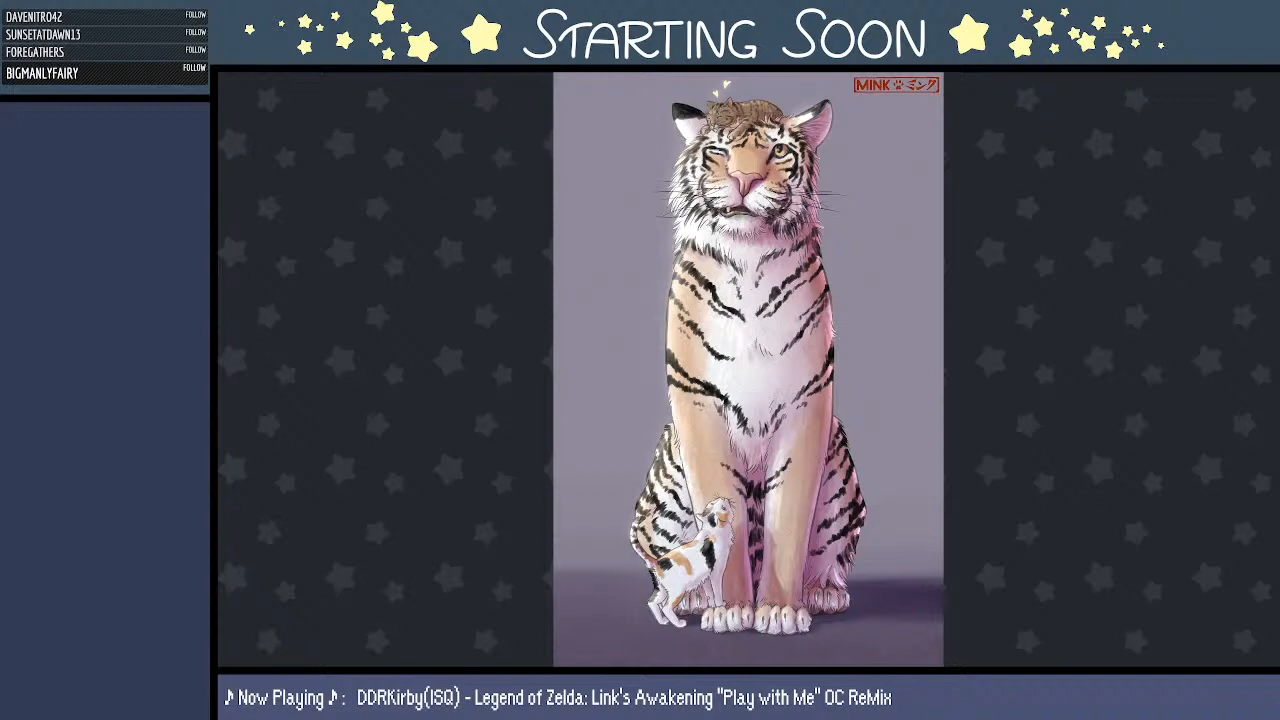 DAVENITRO42 FOLLOW
SUNSETATDAWN13 FOLLOW
FOREGATHERS FOLLOW
BIGMANLYFAIRY FOLLOW
STARTING SOON
MINK ミンク
♪ Now Playing ♪: DDRKirby(ISQ) - Legend of Zelda: Link's Awakening "Play with Me" OC ReMix